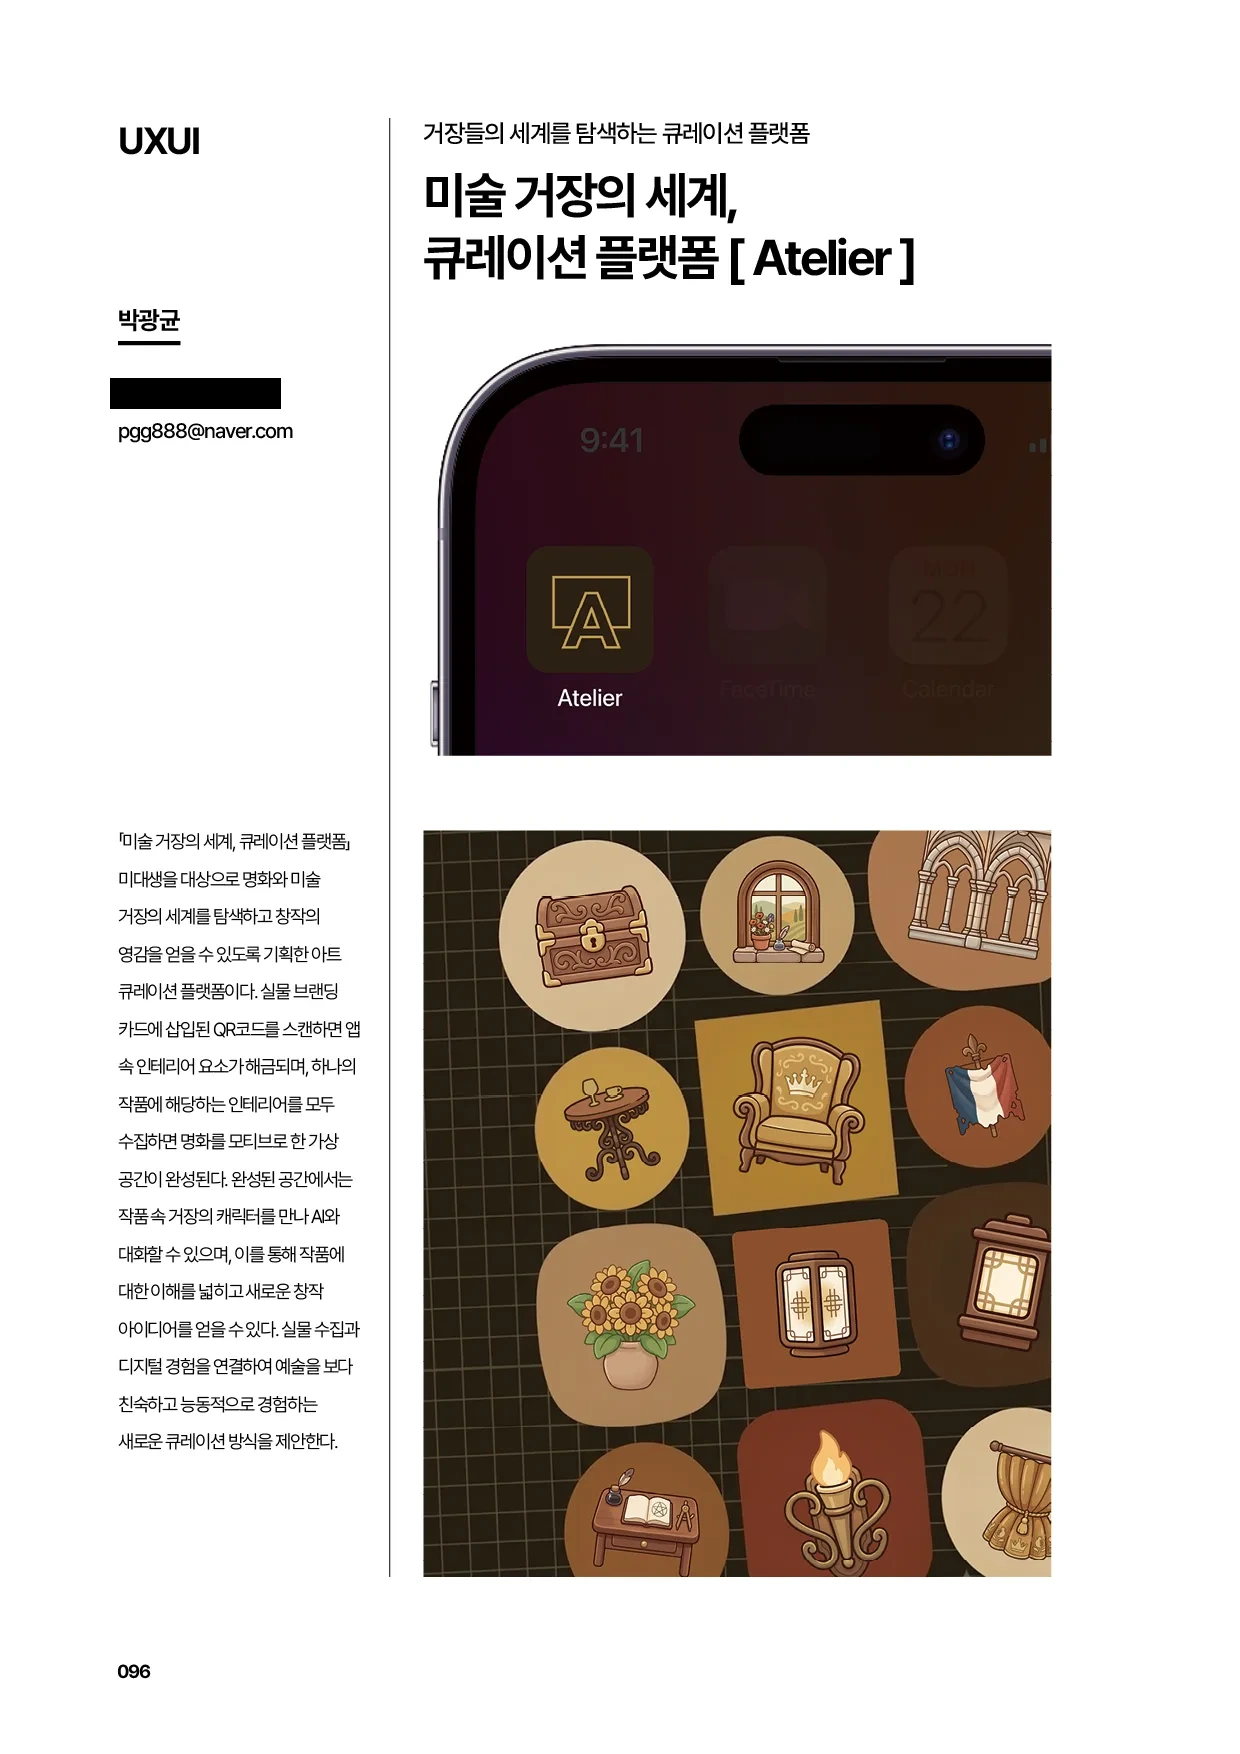 UXUI
거장들의 세계를 탐색하는 큐레이션 플랫폼
미술 거장의 세계,
큐레이션 플랫폼 [ Atelier ]
박광균
pgg888@naver.com
9:41
A
Atelier
FaceTime
22
Calendar
「미술 거장의 세계, 큐레이션 플랫폼」
미대생을 대상으로 명화와 미술
거장의 세계를 탐색하고 창작의
영감을 얻을 수 있도록 기획한 아트
큐레이션 플랫폼이다. 실물 브랜딩
카드에 삽입된 QR코드를 스캔하면 앱
속 인테리어 요소가 해금되며, 하나의
작품에 해당하는 인테리어를 모두
수집하면 명화를 모티브로 한 가상
공간이 완성된다. 완성된 공간에서는
작품 속 거장의 캐릭터를 만나 AI와
대화할 수 있으며, 이를 통해 작품에
대한 이해를 넓히고 새로운 창작
아이디어를 얻을 수 있다. 실물 수집과
디지털 경험을 연결하여 예술을 보다
친숙하고 능동적으로 경험하는
새로운 큐레이션 방식을 제안한다.
096